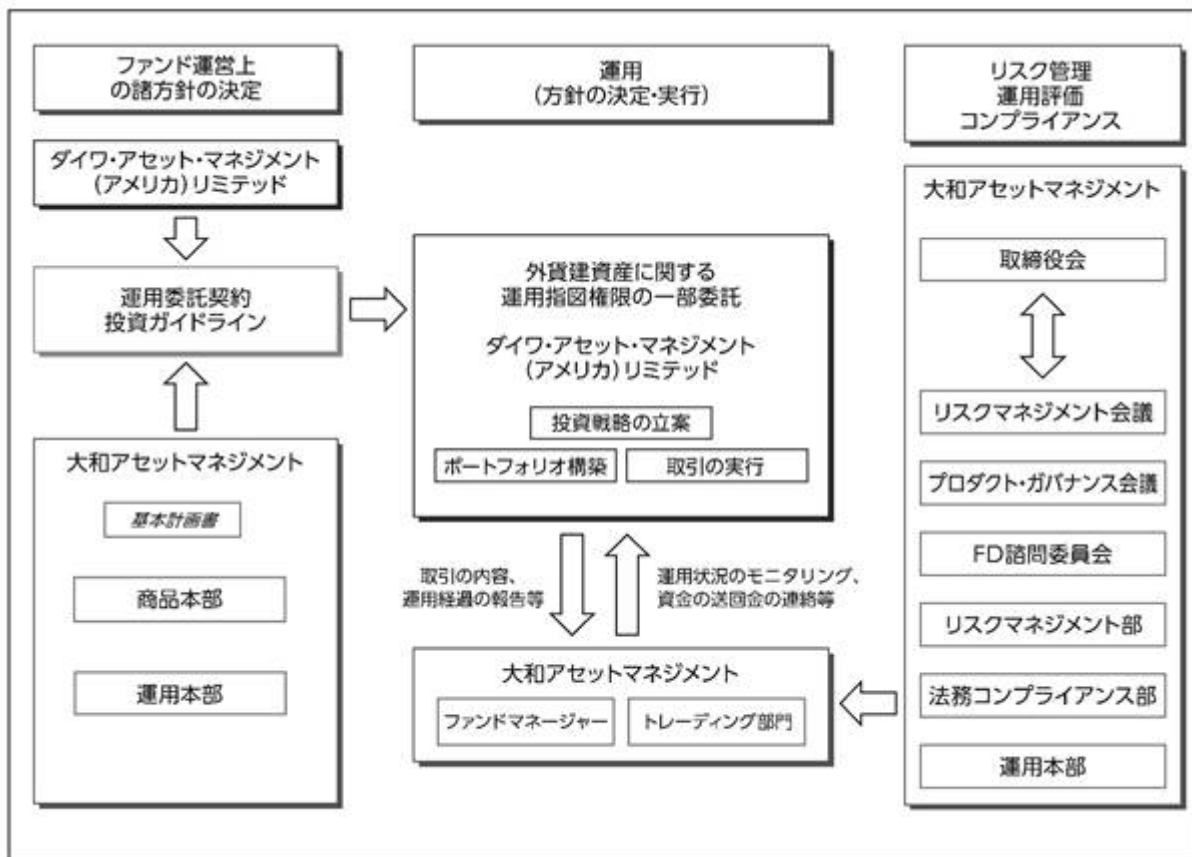 ファンド運営上
の諸方針の決定
ダイワ・アセット・マネジメント
(アメリカ)リミテッド
運用委託契約
投資ガイドライン
大和アセットマネジメント
基本計画書
商品本部
運用本部
運用
(方針の決定・実行)
外貨建資産に関する
運用指図権限の一部委託
ダイワ・アセット・マネジメント
(アメリカ)リミテッド
投資戦略の立案
ポートフォリオ構築
取引の実行
取引の内容、
運用経過の報告等
運用状況のモニタリング、
資金の送回金の連絡等
大和アセットマネジメント
ファンドマネージャー
トレーディング部門
リスク管理
運用評価
コンプライアンス
大和アセットマネジメント
取締役会
リスクマネジメント会議
プロダクト・ガバナンス会議
FD諮問委員会
リスクマネジメント部
法務コンプライアンス部
運用本部